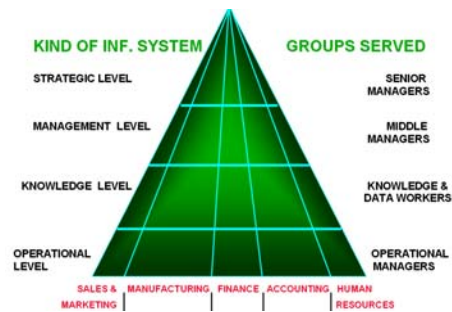 KIND OF INF. SYSTEM
GROUPS SERVED
STRATEGIC LEVEL
SENIOR
MANAGERS
MANAGEMENT LEVEL
MIDDLE
MANAGERS
KNOWLEDGE LEVEL
KNOWLEDGE &
DATA WORKERS
OPERATIONAL
LEVEL
OPERATIONAL
MANAGERS
SALES &
MARKETING
MANUFACTURING
FINANCE
ACCOUNTING
HUMAN
RESOURCES